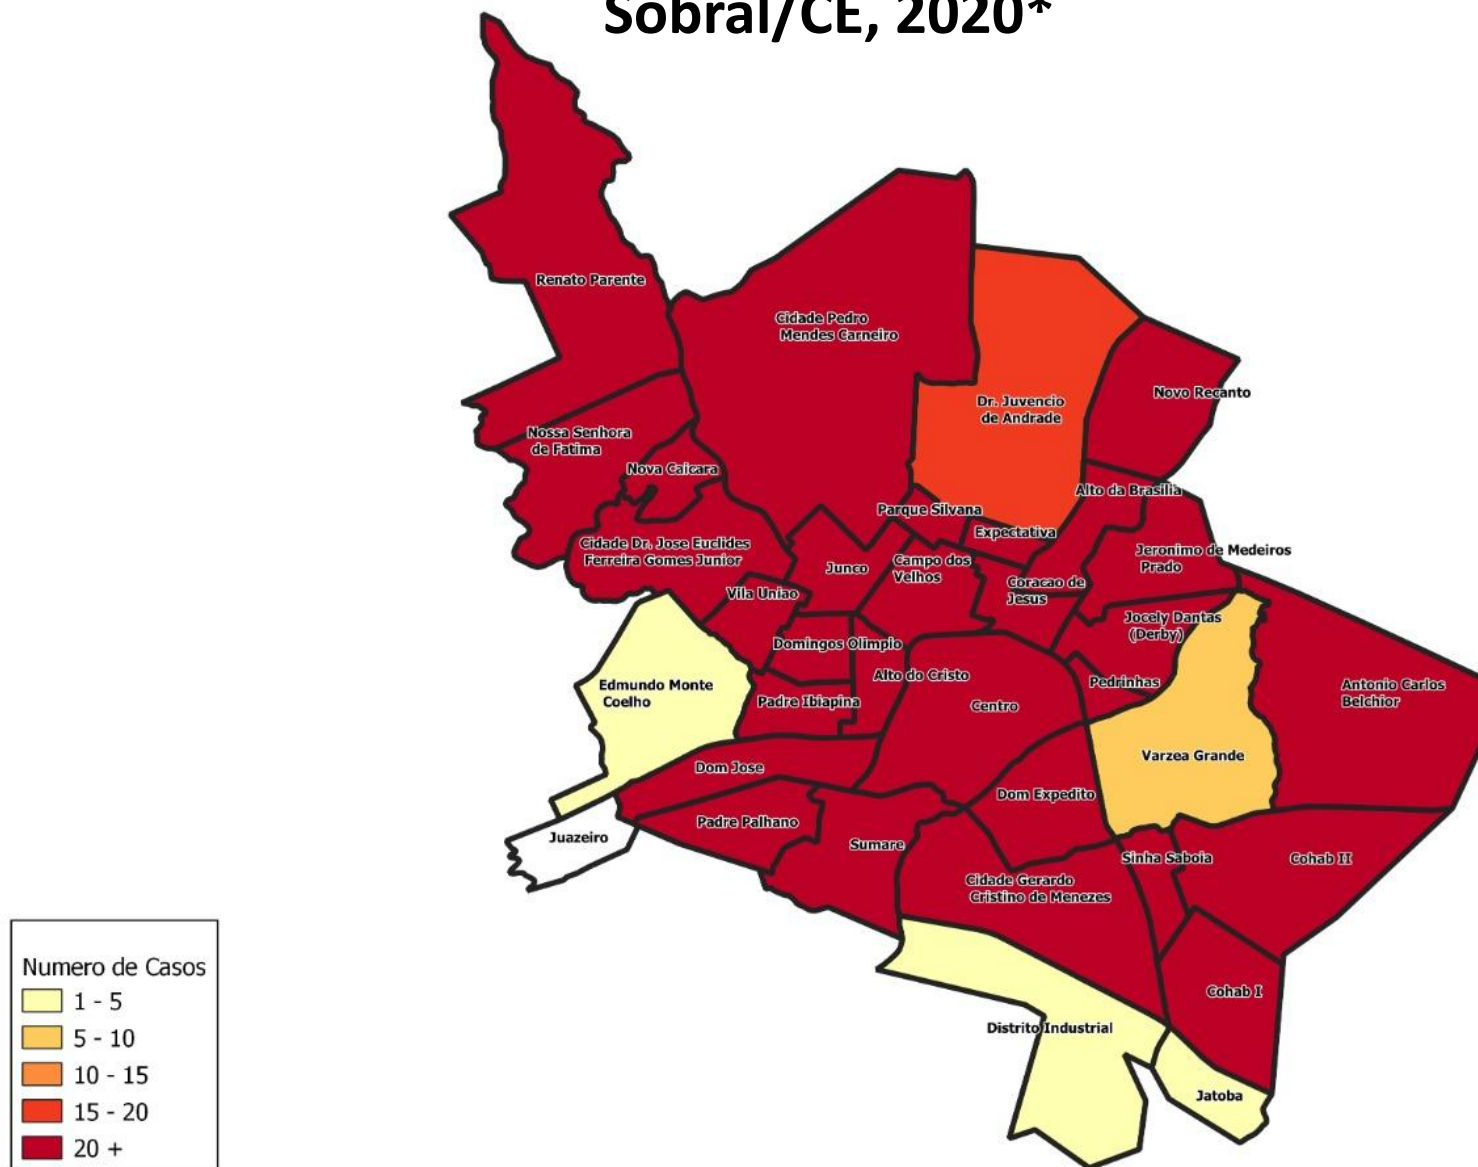 Sobral/CE, 2020*
Renato Parente
Cidade Pedro
Mendes Carneiro
Dr. Juvencio
de Andrade
Novo Recanto
Nossa Senhora
de Fatima
Nova Caicara
Alto da Brasilia
Parque Silvana
Expectativa
Cidade Dr. Jose Euclides
Ferreira Gomes Junior
Junco
Campo dos
Velhos
Jeronimo de Medeiros
Prado
Coracao de
Jesus
Vila Uniao
Jocely Dantas
(Derby)
Domingos Olimpio
Alto do Cristo
Pedrinhas
Edmundo Monte
Coelho
Padre Ibiapina
Centro
Antonio Carlos
Belchior
Varzea Grande
Dom Jose
Dom Expedito
Padre Palhano
Juazeiro
Sumare
Sinha Saboia
Cohab II
Cidade Gerardo
Cristino de Menezes
Cohab I
Distrito Industrial
Jatoba
Numero de Casos
1 - 5
5 - 10
10 - 15
15 - 20
20 +